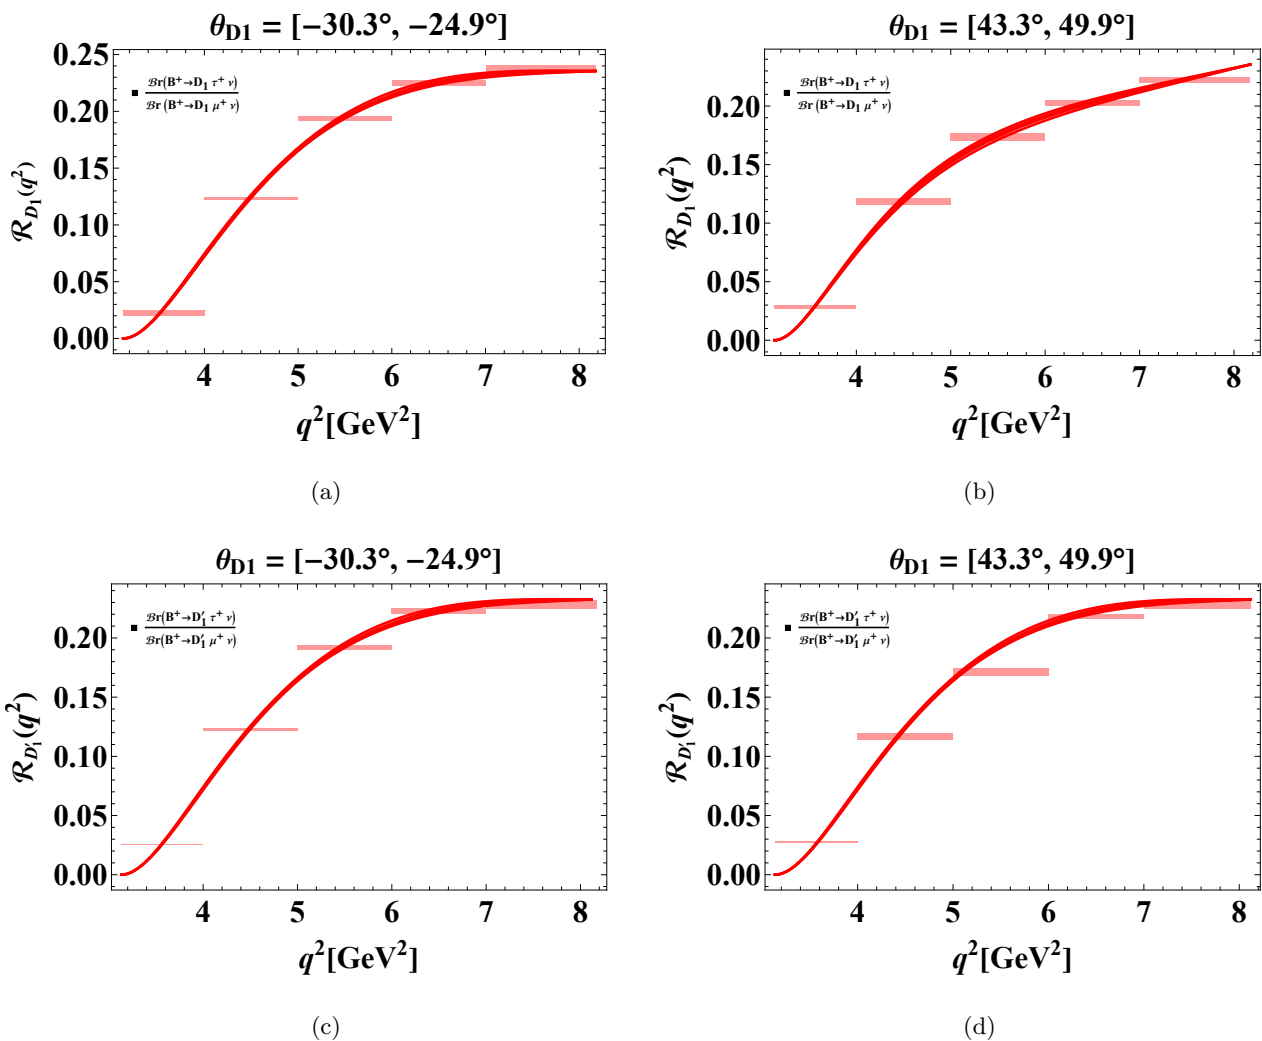 θD1 = [−30.3°, −24.9°]
ℬr(B⁺→D₁ τ⁺ ν)
ℬr(B⁺→D₁ μ⁺ ν)
0.25
0.20
0.15
0.10
0.05
0.00
ℛD₁(q²)
4 5 6 7 8
q²[GeV²]
(a)
θD1 = [43.3°, 49.9°]
ℬr(B⁺→D₁ τ⁺ ν)
ℬr(B⁺→D₁ μ⁺ ν)
0.20
0.15
0.10
0.05
0.00
ℛD₁(q²)
4 5 6 7 8
q²[GeV²]
(b)
θD1 = [−30.3°, −24.9°]
ℬr(B⁺→D′₁ τ⁺ ν)
ℬr(B⁺→D′₁ μ⁺ ν)
0.20
0.15
0.10
0.05
0.00
ℛD′₁(q²)
4 5 6 7 8
q²[GeV²]
(c)
θD1 = [43.3°, 49.9°]
ℬr(B⁺→D′₁ τ⁺ ν)
ℬr(B⁺→D′₁ μ⁺ ν)
0.20
0.15
0.10
0.05
0.00
ℛD′₁(q²)
4 5 6 7 8
q²[GeV²]
(d)